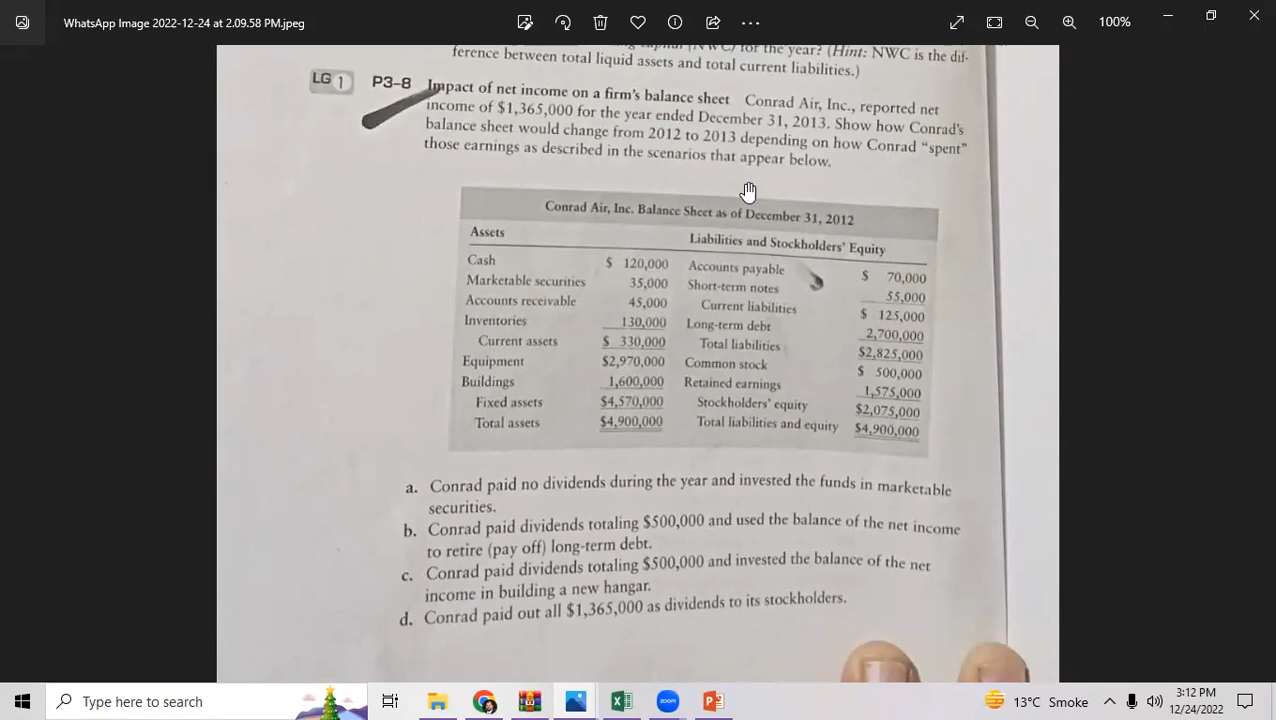 WhatsApp Image 2022-12-24 at 2.09.58 PM.jpeg
100%
for the year? (Hint: NWC is the dif-
ference between total liquid assets and total current liabilities.)
LG 1 P3–8 Impact of net income on a firm's balance sheet Conrad Air, Inc., reported net
income of $1,365,000 for the year ended December 31, 2013. Show how Conrad's
balance sheet would change from 2012 to 2013 depending on how Conrad "spent"
those earnings as described in the scenarios that appear below.
Conrad Air, Inc. Balance Sheet as of December 31, 2012
Assets Liabilities and Stockholders' Equity
Cash $ 120,000 Accounts payable $ 70,000
Marketable securities 35,000 Short-term notes 55,000
Accounts receivable 45,000 Current liabilities $ 125,000
Inventories 130,000 Long-term debt 2,700,000
Current assets $ 330,000 Total liabilities $2,825,000
Equipment $2,970,000 Common stock $ 500,000
Buildings 1,600,000 Retained earnings 1,575,000
Fixed assets $4,570,000 Stockholders' equity $2,075,000
Total assets $4,900,000 Total liabilities and equity $4,900,000
a. Conrad paid no dividends during the year and invested the funds in marketable
securities.
b. Conrad paid dividends totaling $500,000 and used the balance of the net income
to retire (pay off) long-term debt.
c. Conrad paid dividends totaling $500,000 and invested the balance of the net
income in building a new hangar.
d. Conrad paid out all $1,365,000 as dividends to its stockholders.
Type here to search
zoom
13°C Smoke
3:12 PM
12/24/2022